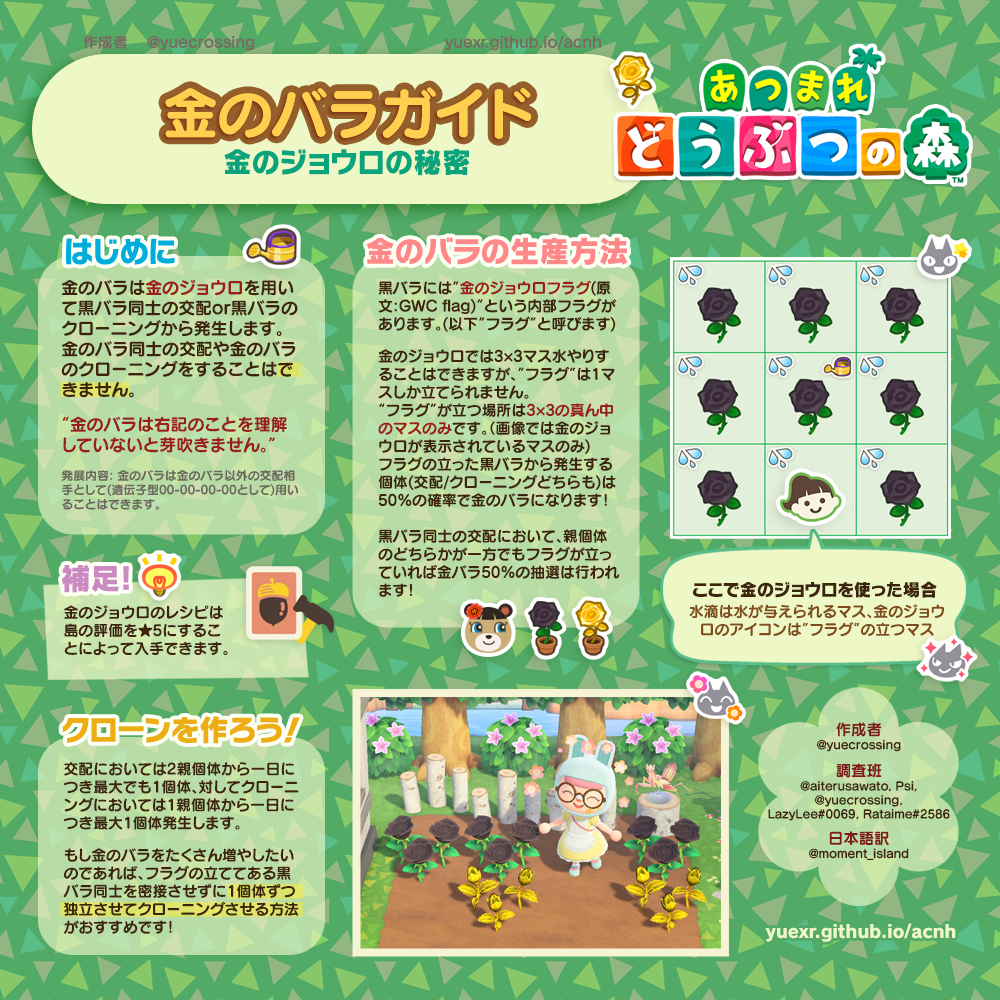 作成者 @yuecrossing
yuexr.github.io/acnh
金のバラガイド
金のジョウロの秘密
あつまれ
どうぶつの森
TM
はじめに
金のバラは金のジョウロを用い
て黒バラ同士の交配or黒バラの
クローニングから発生します。
金のバラ同士の交配や金のバラ
のクローニングをすることはで
きません。
“金のバラは右記のことを理解
していないと芽吹きません。”
発展内容: 金のバラは金のバラ以外の交配相
手として(遺伝子型00-00-00-00として)用い
ることはできます。
補足!
金のジョウロのレシピは
島の評価を★5にするこ
とによって入手できます。
金のバラの生産方法
黒バラには“金のジョウロフラグ(原
文:GWC flag)”という内部フラグが
あります。(以下“フラグ”と呼びます)
金のジョウロでは3×3マス水やりす
ることはできますが、“フラグ”は1マ
スしか立てられません。
“フラグ”が立つ場所は3×3の真ん中
のマスのみです。(画像では金のジョ
ウロが表示されているマスのみ)
フラグの立った黒バラから発生する
個体(交配/クローニングどちらも)は
50%の確率で金のバラになります!
黒バラ同士の交配において、親個体
のどちらかが一方でもフラグが立っ
ていれば金バラ50%の抽選は行われ
ます!
ここで金のジョウロを使った場合
水滴は水が与えられるマス、金のジョウ
ロのアイコンは“フラグ”の立つマス
クローンを作ろう!
交配においては2親個体から一日に
つき最大でも1個体、対してクローニ
ングにおいては1親個体から一日に
つき最大1個体発生します。
もし金のバラをたくさん増やしたい
のであれば、フラグの立ててある黒
バラ同士を密接させずに1個体ずつ
独立させてクローニングさせる方法
がおすすめです!
作成者
@yuecrossing
調査班
@aiterusawato, Psi,
@yuecrossing,
LazyLee#0069, Rataime#2586
日本語訳
@moment_island
yuexr.github.io/acnh